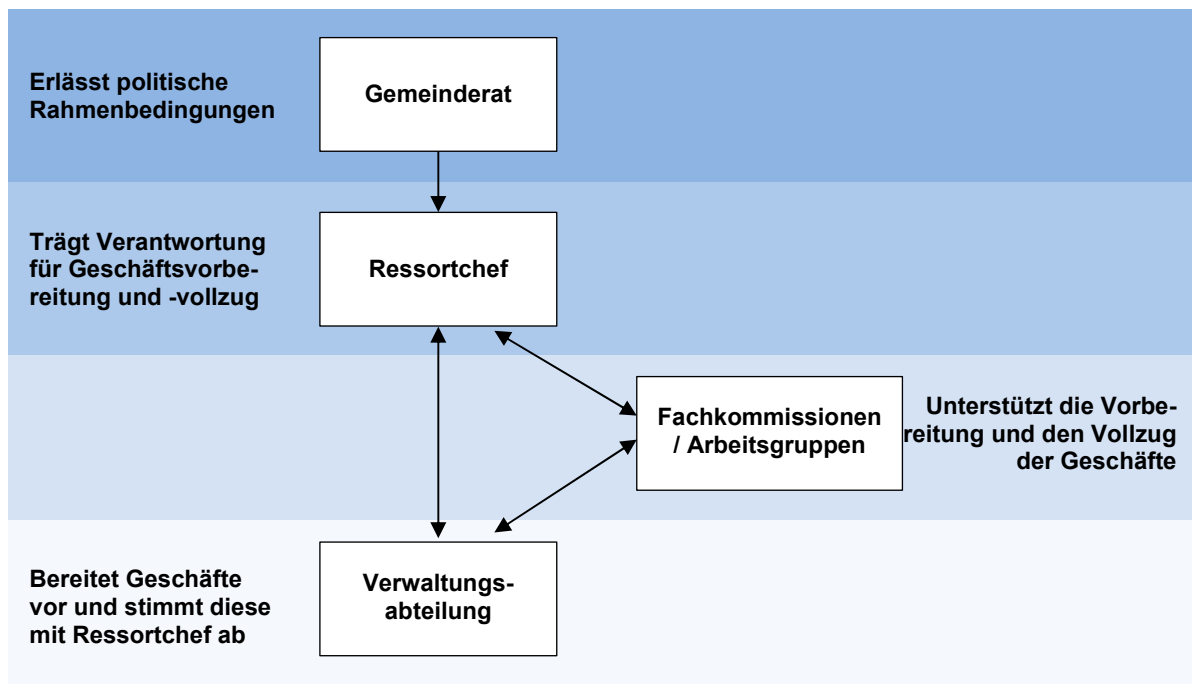 Erlässt politische
Rahmenbedingungen
Gemeinderat
Trägt Verantwortung
für Geschäftsvorbe-
reitung und -vollzug
Ressortchef
Fachkommissionen
/ Arbeitsgruppen
Unterstützt die Vorbe-
reitung und den Vollzug
der Geschäfte
Bereitet Geschäfte
vor und stimmt diese
mit Ressortchef ab
Verwaltungs-
abteilung